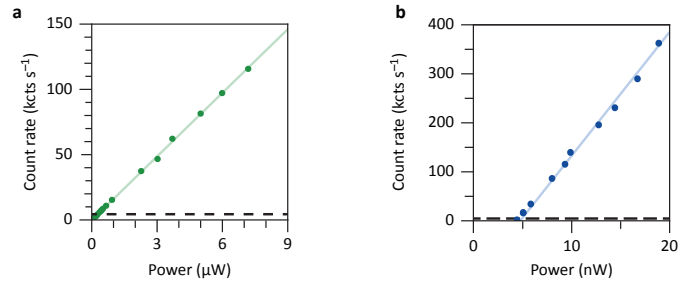 a
Count rate (kcts s⁻¹)
150
100
50
0
0 3 6 9
Power (μW)
b
Count rate (kcts s⁻¹)
400
300
200
100
0
0 10 20
Power (nW)